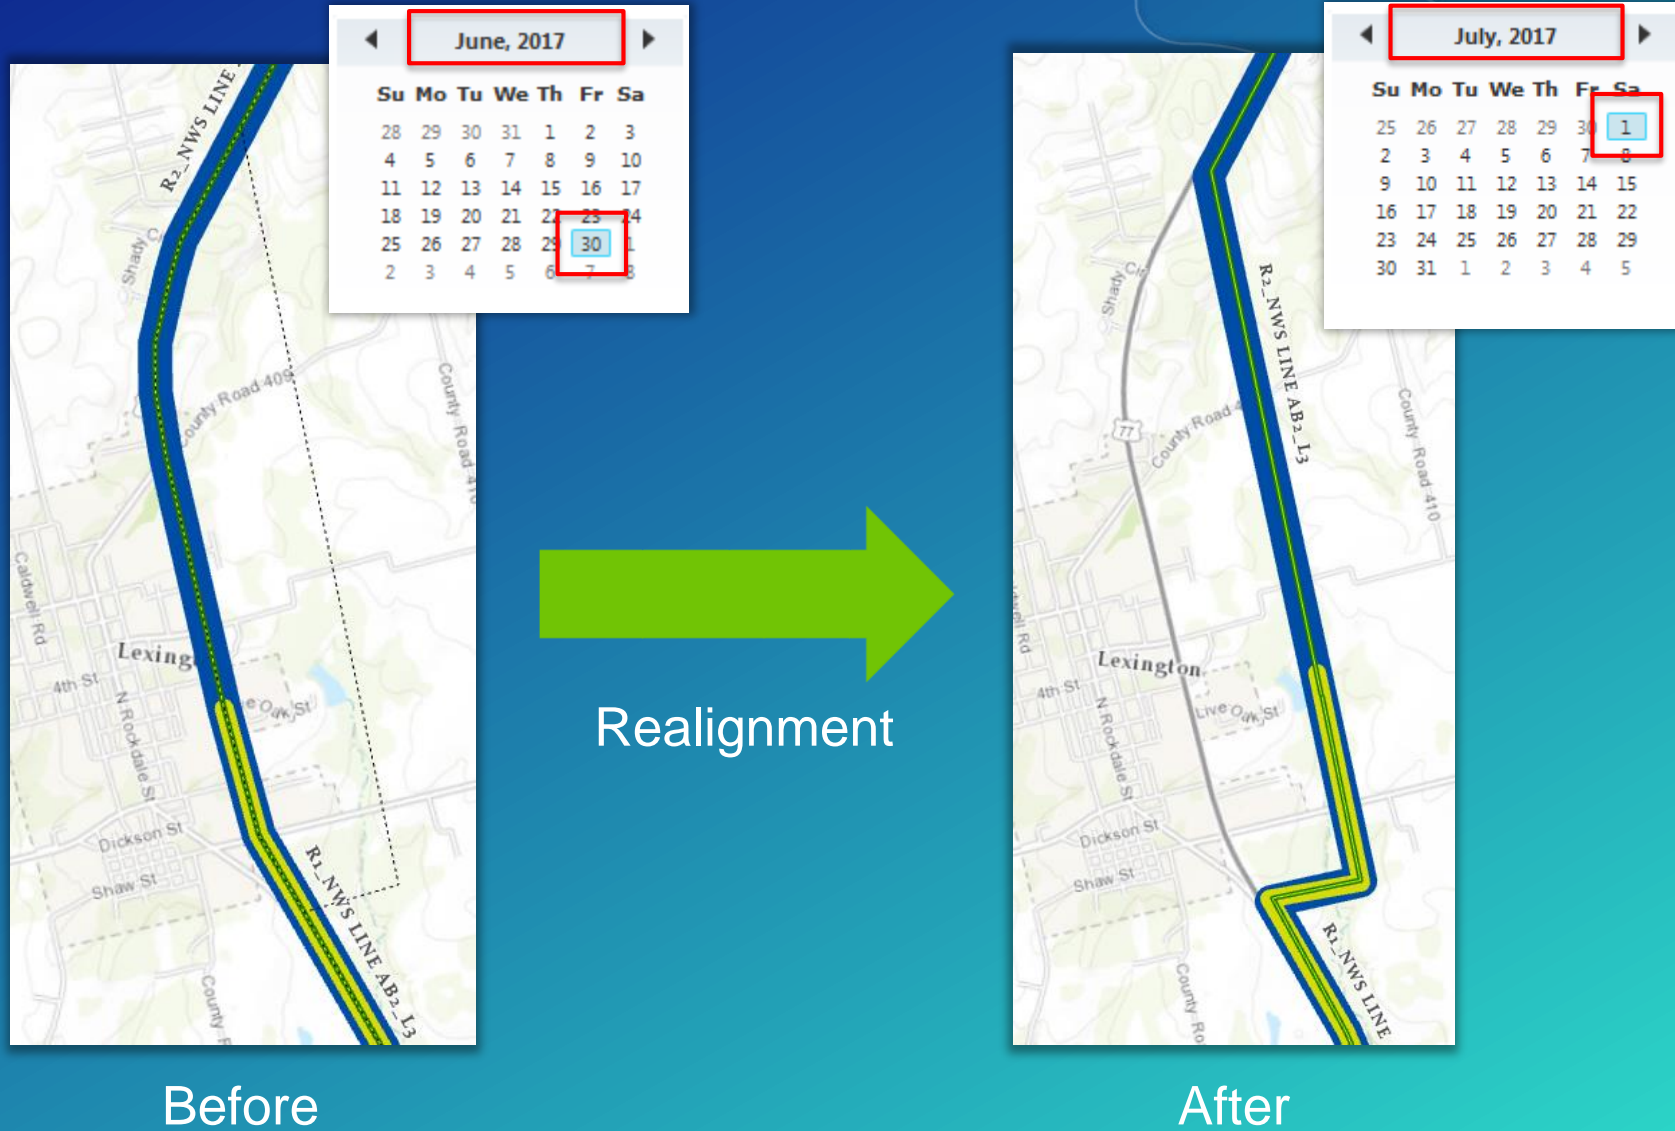 June, 2017
Su Mo Tu We Th Fr Sa
28 29 30 31 1 2 3
4 5 6 7 8 9 10
11 12 13 14 15 16 17
18 19 20 21 22 23 24
25 26 27 28 29 30 1
2 3 4 5 6 7 8
R2_NWS LINE
Shady C
County Road 409
County Road 410
Caldwell Rd
Lexing
4th St
e Oak St
N Rockdale St
Dickson St
Shaw St
R1_NWS LINE AB2_L3
County R
Before
Realignment
July, 2017
Su Mo Tu We Th Fr Sa
25 26 27 28 29 30 1
2 3 4 5 6 7 8
9 10 11 12 13 14 15
16 17 18 19 20 21 22
23 24 25 26 27 28 29
30 31 1 2 3 4 5
Shady Cir
R2_NWS LINE AB2_L3
77
County Road 4
County Road 410
dwell Rd
Lexington
4th St
Live Oak St
N Rockdale St
Dickson St
Shaw St
R1_NWS LINE
County Ro
After